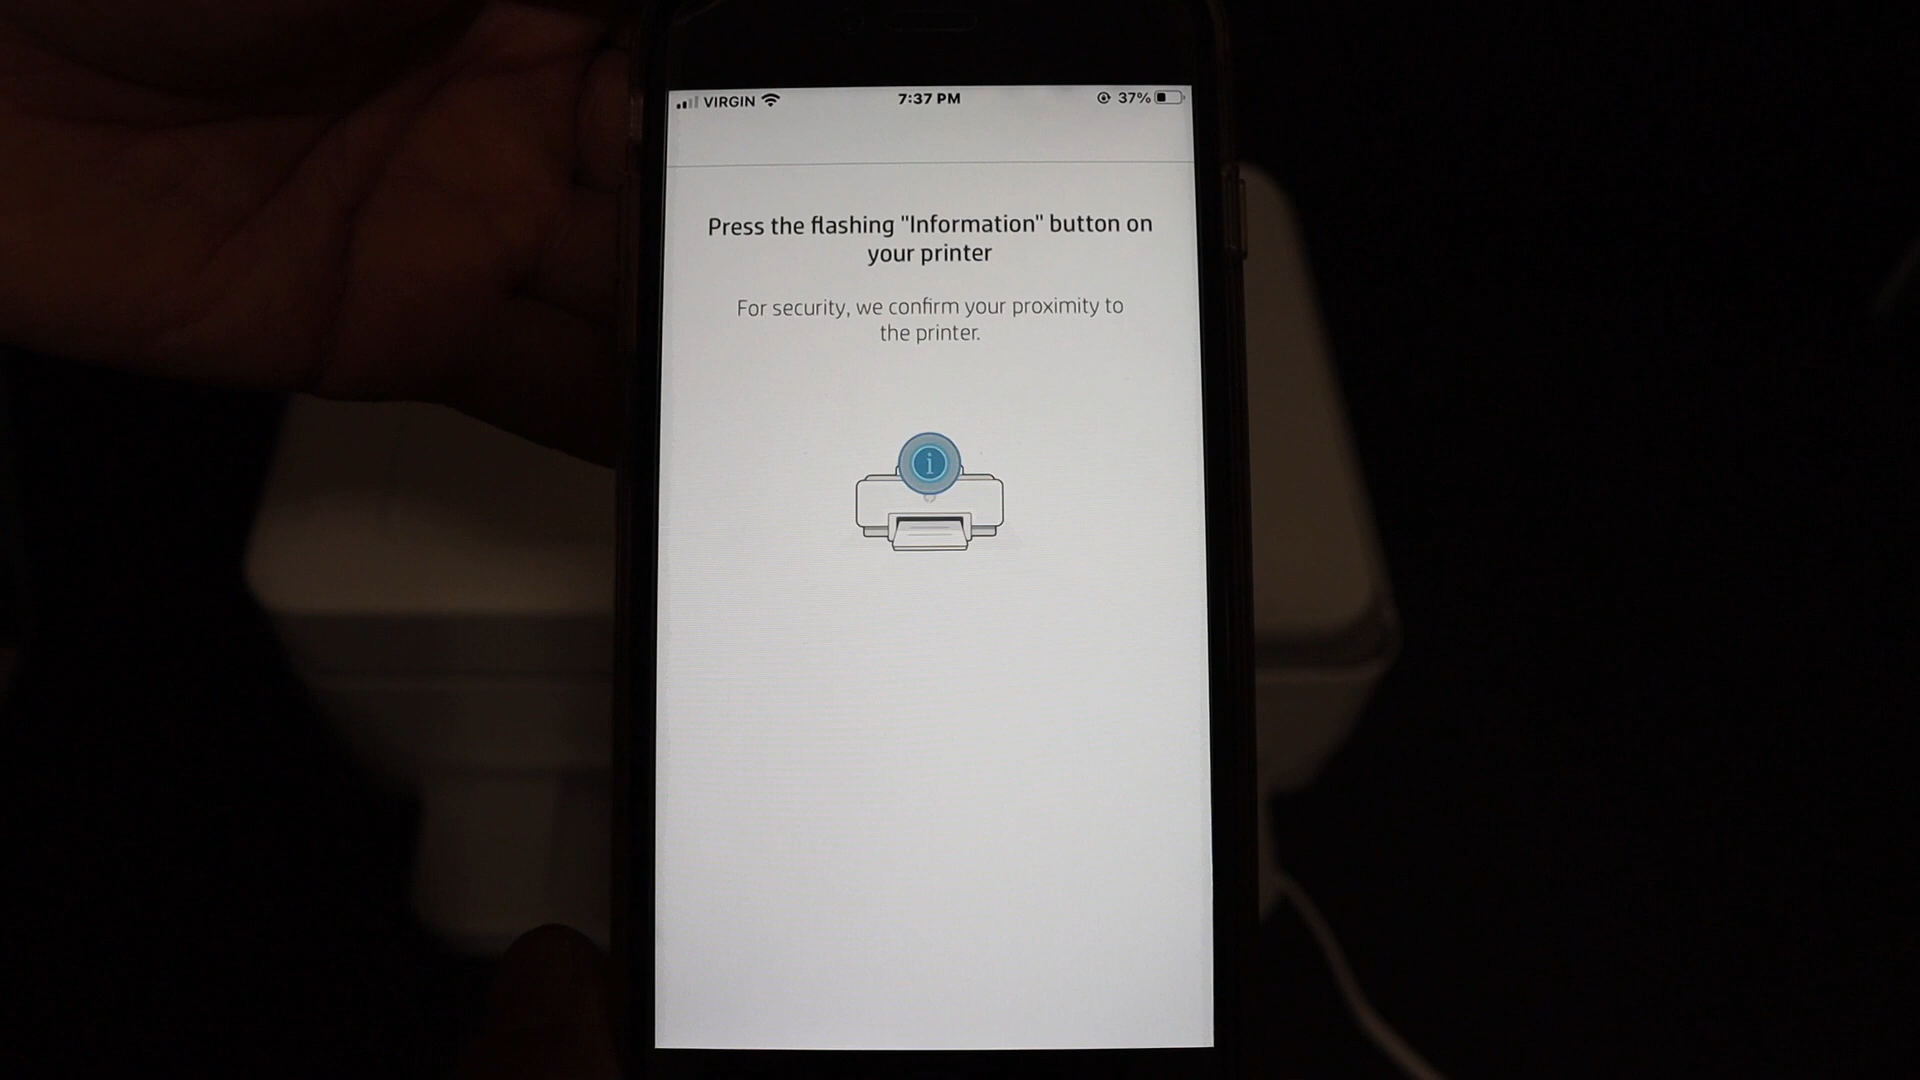 VIRGIN 7:37 PM 37%
Press the flashing "Information" button on
your printer
For security, we confirm your proximity to
the printer.
i